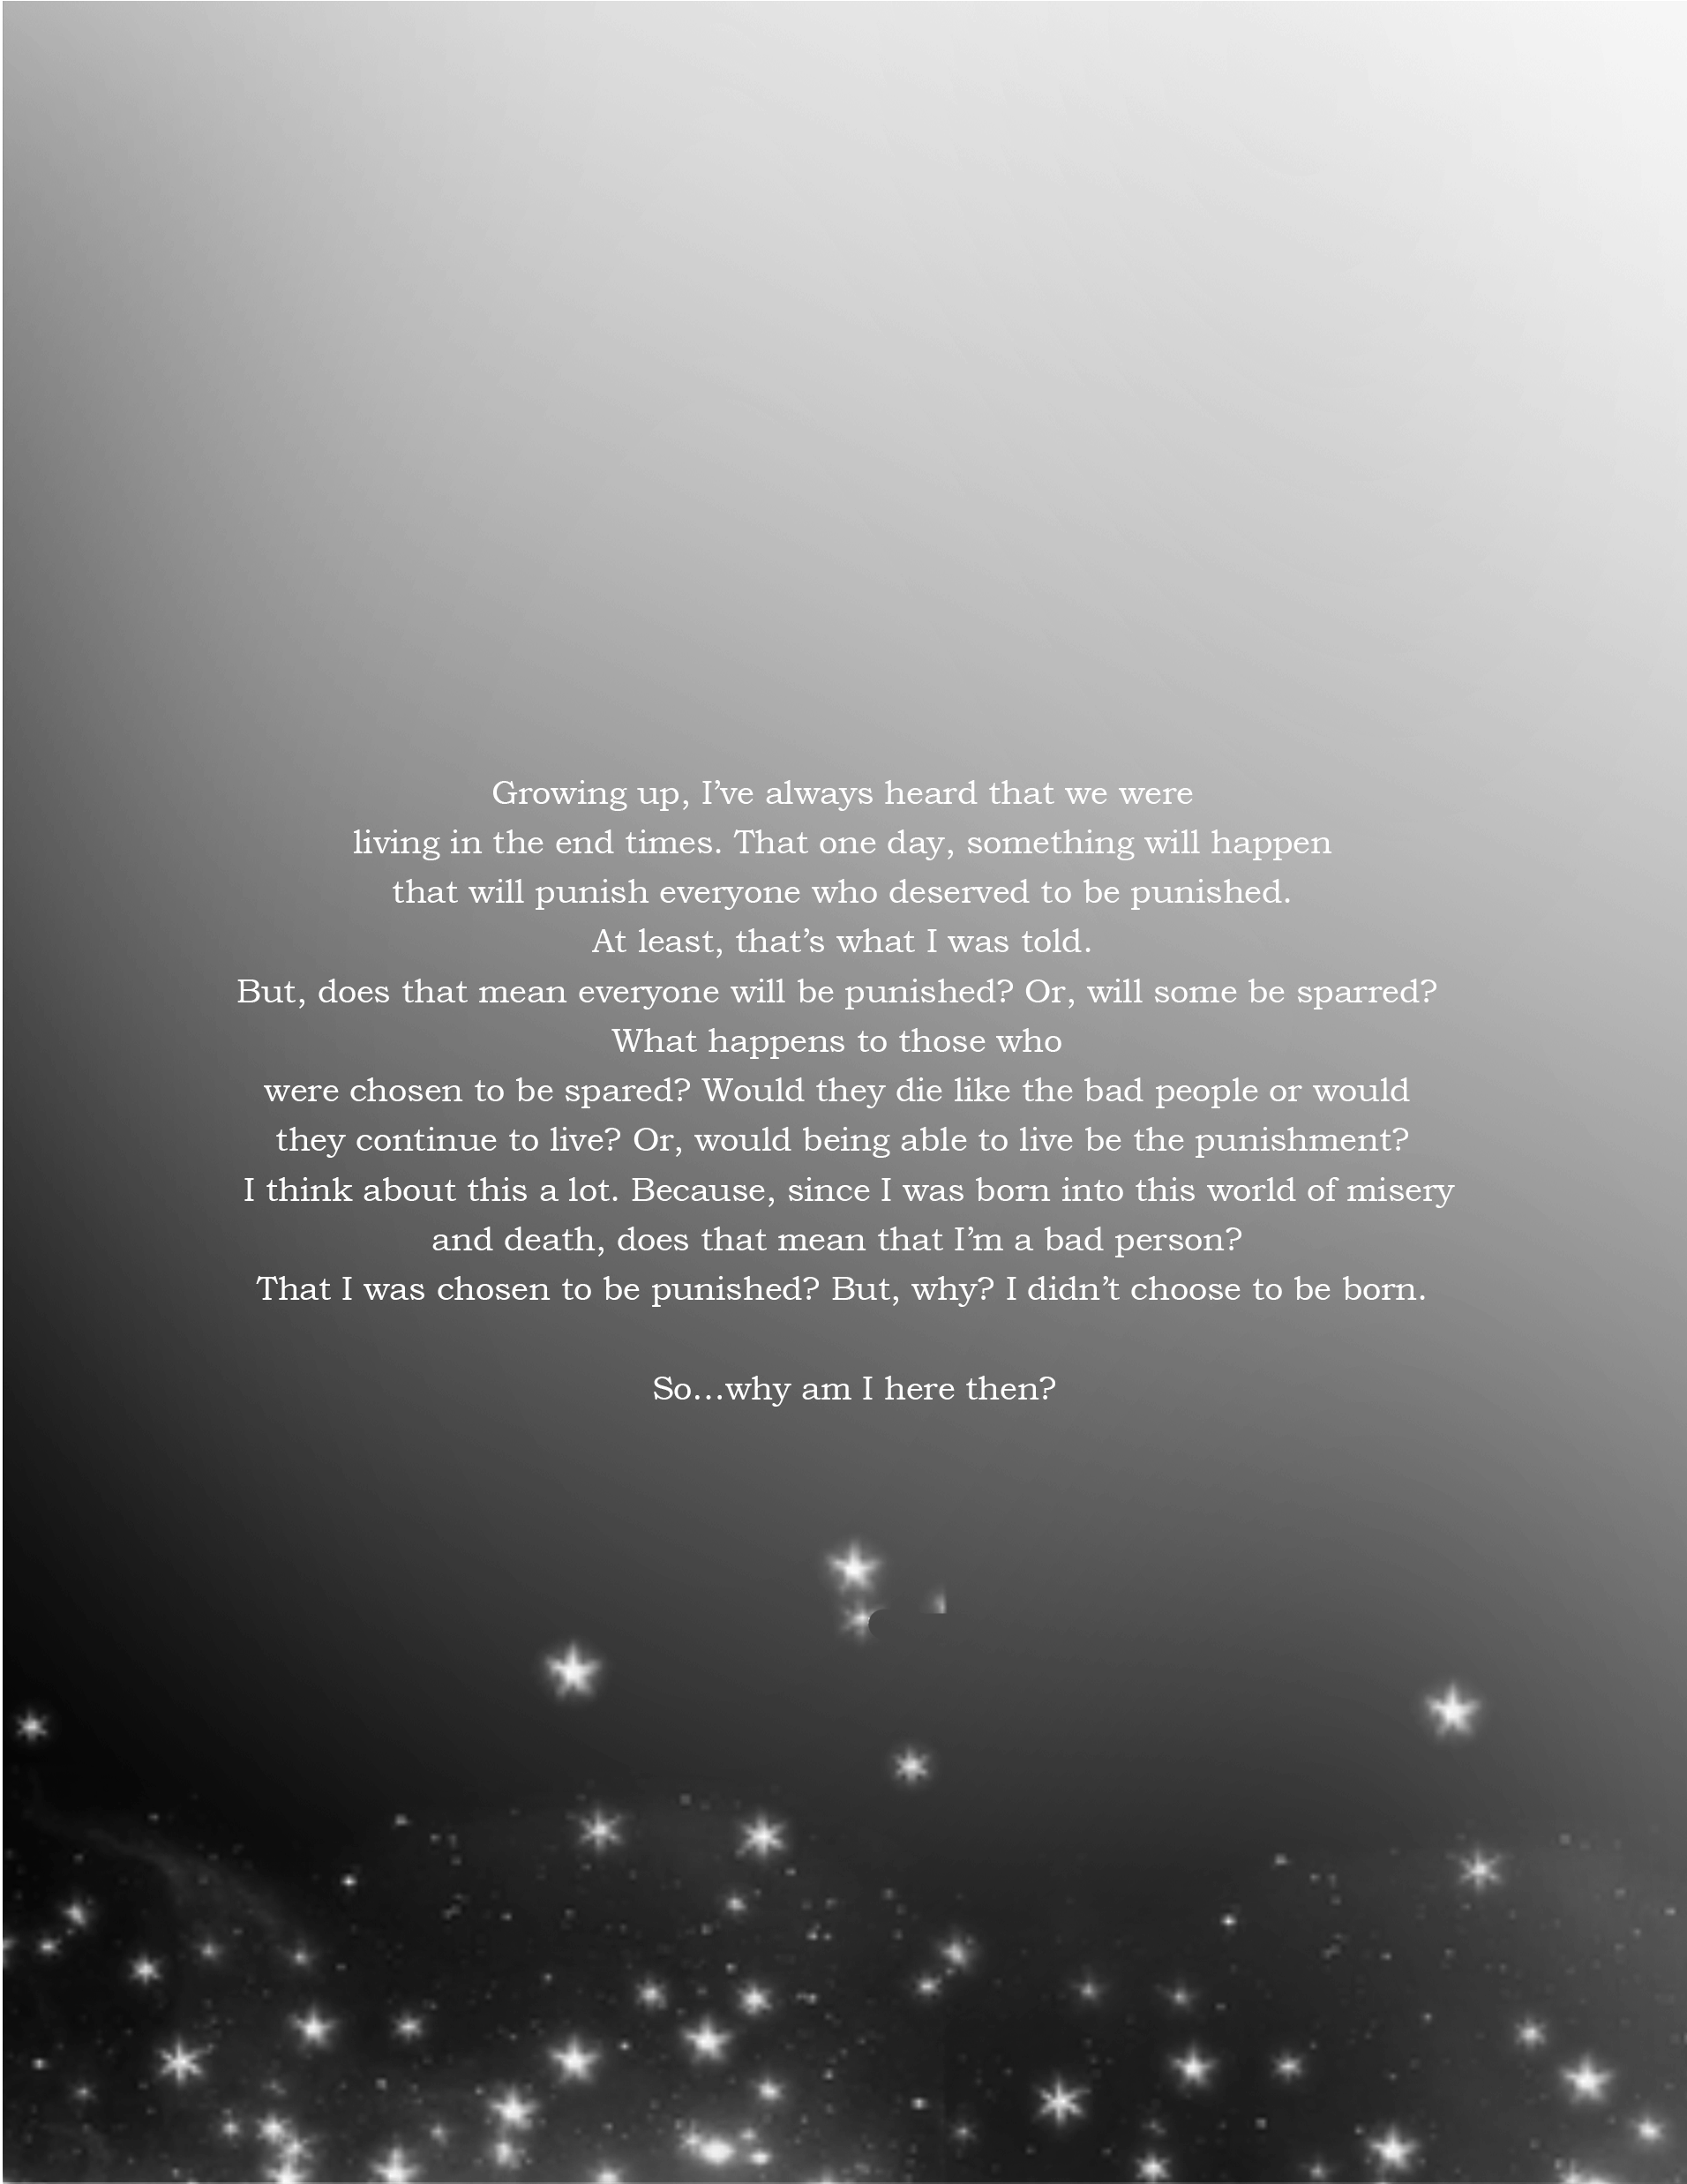 Growing up, I’ve always heard that we were
living in the end times. That one day, something will happen
that will punish everyone who deserved to be punished.
At least, that’s what I was told.
But, does that mean everyone will be punished? Or, will some be sparred?
What happens to those who
were chosen to be spared? Would they die like the bad people or would
they continue to live? Or, would being able to live be the punishment?
I think about this a lot. Because, since I was born into this world of misery
and death, does that mean that I’m a bad person?
That I was chosen to be punished? But, why? I didn’t choose to be born.
So...why am I here then?